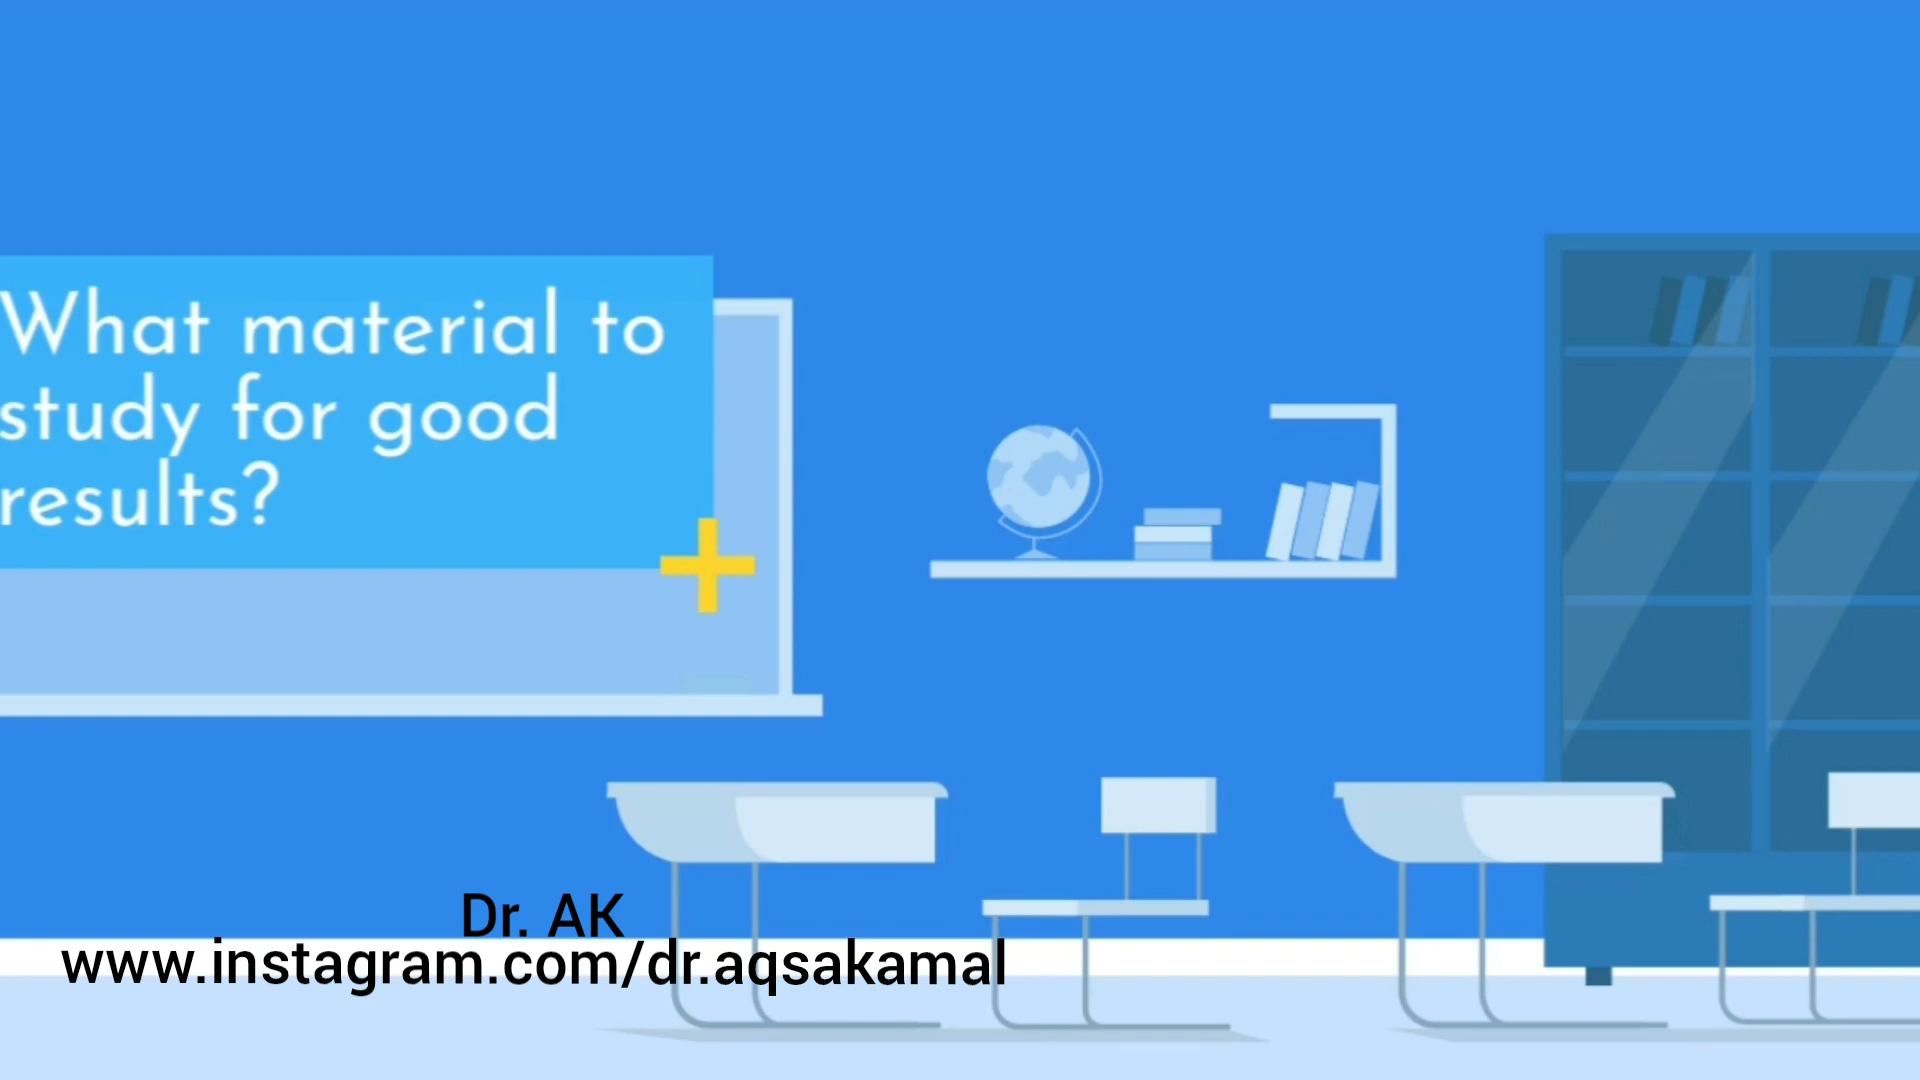 What material to
study for good
results?
Dr. AK
www.instagram.com/dr.aqsakamal